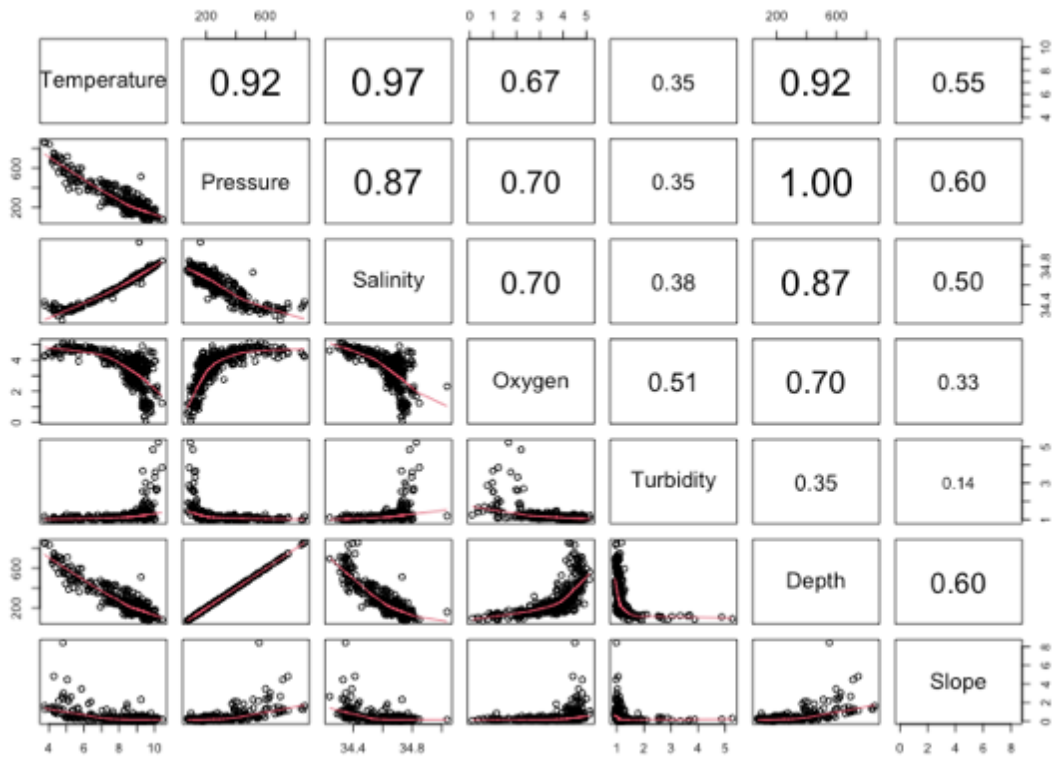 200 600 0 1 2 3 4 5 200 600
Temperature 0.92 0.97 0.67 0.35 0.92 0.55 4 6 8 10
200 600 Pressure 0.87 0.70 0.35 1.00 0.60
Salinity 0.70 0.38 0.87 0.50 34.4 34.8
0 2 4 Oxygen 0.51 0.70 0.33
Turbidity 0.35 0.14 1 3 5
200 600 Depth 0.60
Slope 0 2 4 6 8
4 6 8 10 34.4 34.8 1 2 3 4 5 0 2 4 6 8